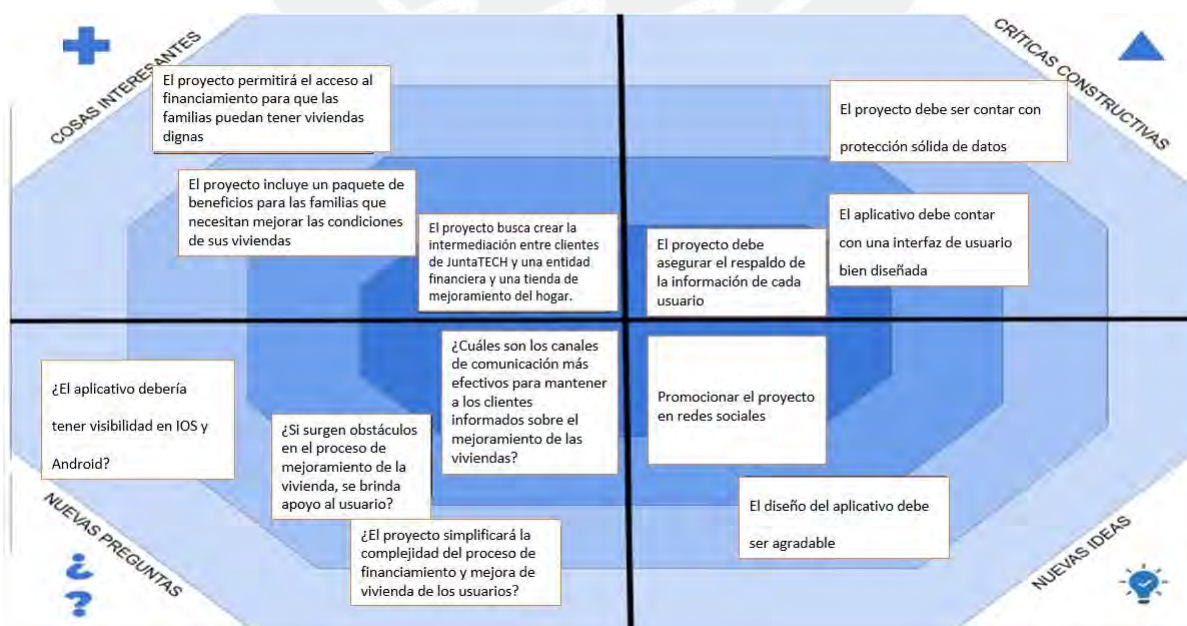 COSAS INTERESANTES
El proyecto permitirá el acceso al
financiamiento para que las
familias puedan tener viviendas
dignas
El proyecto incluye un paquete de
beneficios para las familias que
necesitan mejorar las condiciones
de sus viviendas
El proyecto busca crear la
intermediación entre clientes
de JuntaTECH y una entidad
financiera y una tienda de
mejoramiento del hogar.
CRÍTICAS CONSTRUCTIVAS
El proyecto debe ser contar con
protección sólida de datos
El aplicativo debe contar
con una interfaz de usuario
bien diseñada
El proyecto debe
asegurar el respaldo de
la información de cada
usuario
¿El aplicativo debería
tener visibilidad en IOS y
Android?
¿Si surgen obstáculos
en el proceso de
mejoramiento de la
vivienda, se brinda
apoyo al usuario?
¿Cuáles son los canales
de comunicación más
efectivos para mantener
a los clientes
informados sobre el
mejoramiento de las
viviendas?
¿El proyecto simplificará la
complejidad del proceso de
financiamiento y mejora de
vivienda de los usuarios?
NUEVAS PREGUNTAS
¿
?
Promocionar el proyecto
en redes sociales
El diseño del aplicativo debe
ser agradable
NUEVAS IDEAS